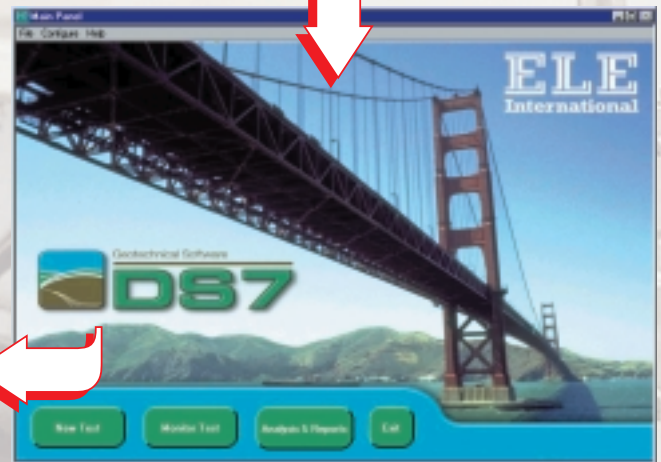 Main Panel
File Configure Help
ELE
International
Geotechnical Software
DS7
New Test
Monitor Test
Analysis & Reports
Exit